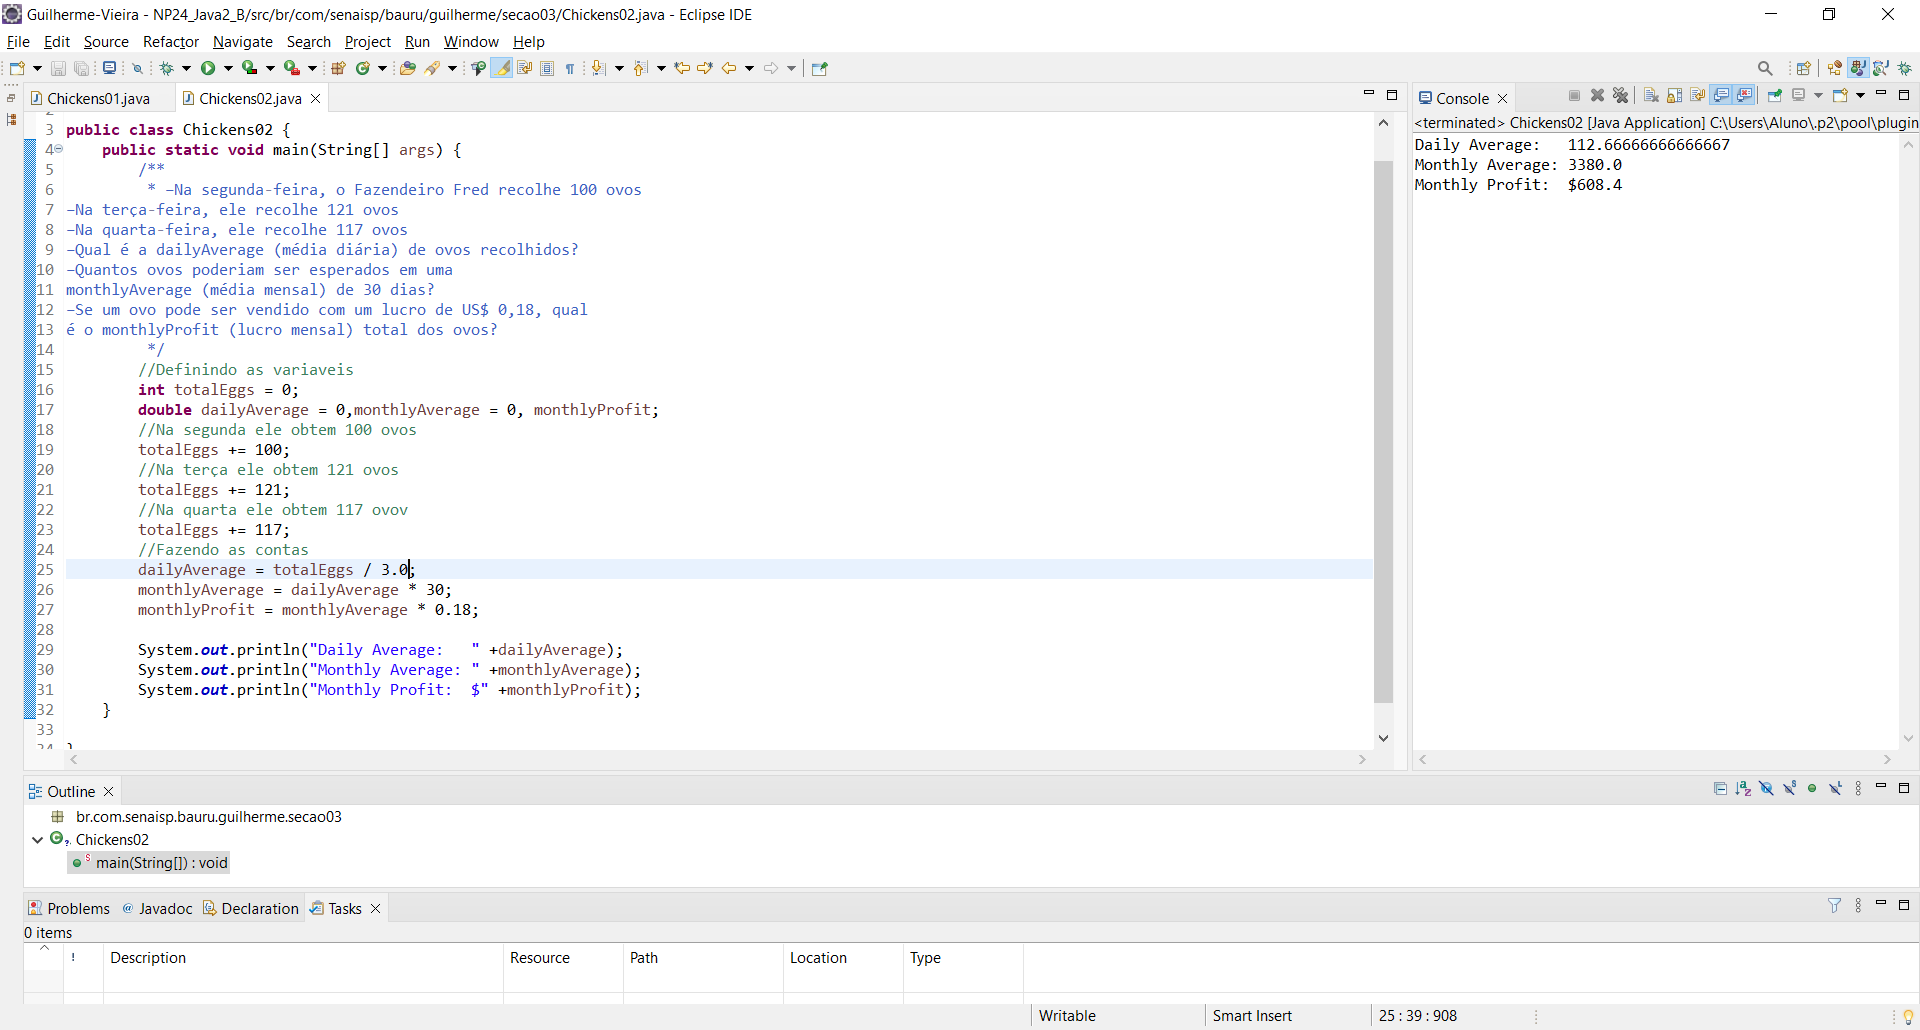 Guilherme-Vieira - NP24_Java2_B/src/br/com/senaisp/bauru/guilherme/secao03/Chickens02.java - Eclipse IDE
File Edit Source Refactor Navigate Search Project Run Window Help
Chickens01.java Chickens02.java
3 public class Chickens02 {
4 public static void main(String[] args) {
5 /**
6 * –Na segunda-feira, o Fazendeiro Fred recolhe 100 ovos
7 –Na terça-feira, ele recolhe 121 ovos
8 –Na quarta-feira, ele recolhe 117 ovos
9 –Qual é a dailyAverage (média diária) de ovos recolhidos?
10 –Quantos ovos poderiam ser esperados em uma
11 monthlyAverage (média mensal) de 30 dias?
12 –Se um ovo pode ser vendido com um lucro de US$ 0,18, qual
13 é o monthlyProfit (lucro mensal) total dos ovos?
14 */
15 //Definindo as variaveis
16 int totalEggs = 0;
17 double dailyAverage = 0,monthlyAverage = 0, monthlyProfit;
18 //Na segunda ele obtem 100 ovos
19 totalEggs += 100;
20 //Na terça ele obtem 121 ovos
21 totalEggs += 121;
22 //Na quarta ele obtem 117 ovov
23 totalEggs += 117;
24 //Fazendo as contas
25 dailyAverage = totalEggs / 3.0;
26 monthlyAverage = dailyAverage * 30;
27 monthlyProfit = monthlyAverage * 0.18;
28
29 System.out.println("Daily Average:   " +dailyAverage);
30 System.out.println("Monthly Average: " +monthlyAverage);
31 System.out.println("Monthly Profit:  $" +monthlyProfit);
32 }
33
34 }
Console
<terminated> Chickens02 [Java Application] C:\Users\Aluno\.p2\pool\plugin
Daily Average:   112.66666666666667
Monthly Average: 3380.0
Monthly Profit:  $608.4
Outline
br.com.senaisp.bauru.guilherme.secao03
Chickens02
main(String[]) : void
Problems @ Javadoc Declaration Tasks
0 items
! Description Resource Path Location Type
Writable Smart Insert 25 : 39 : 908